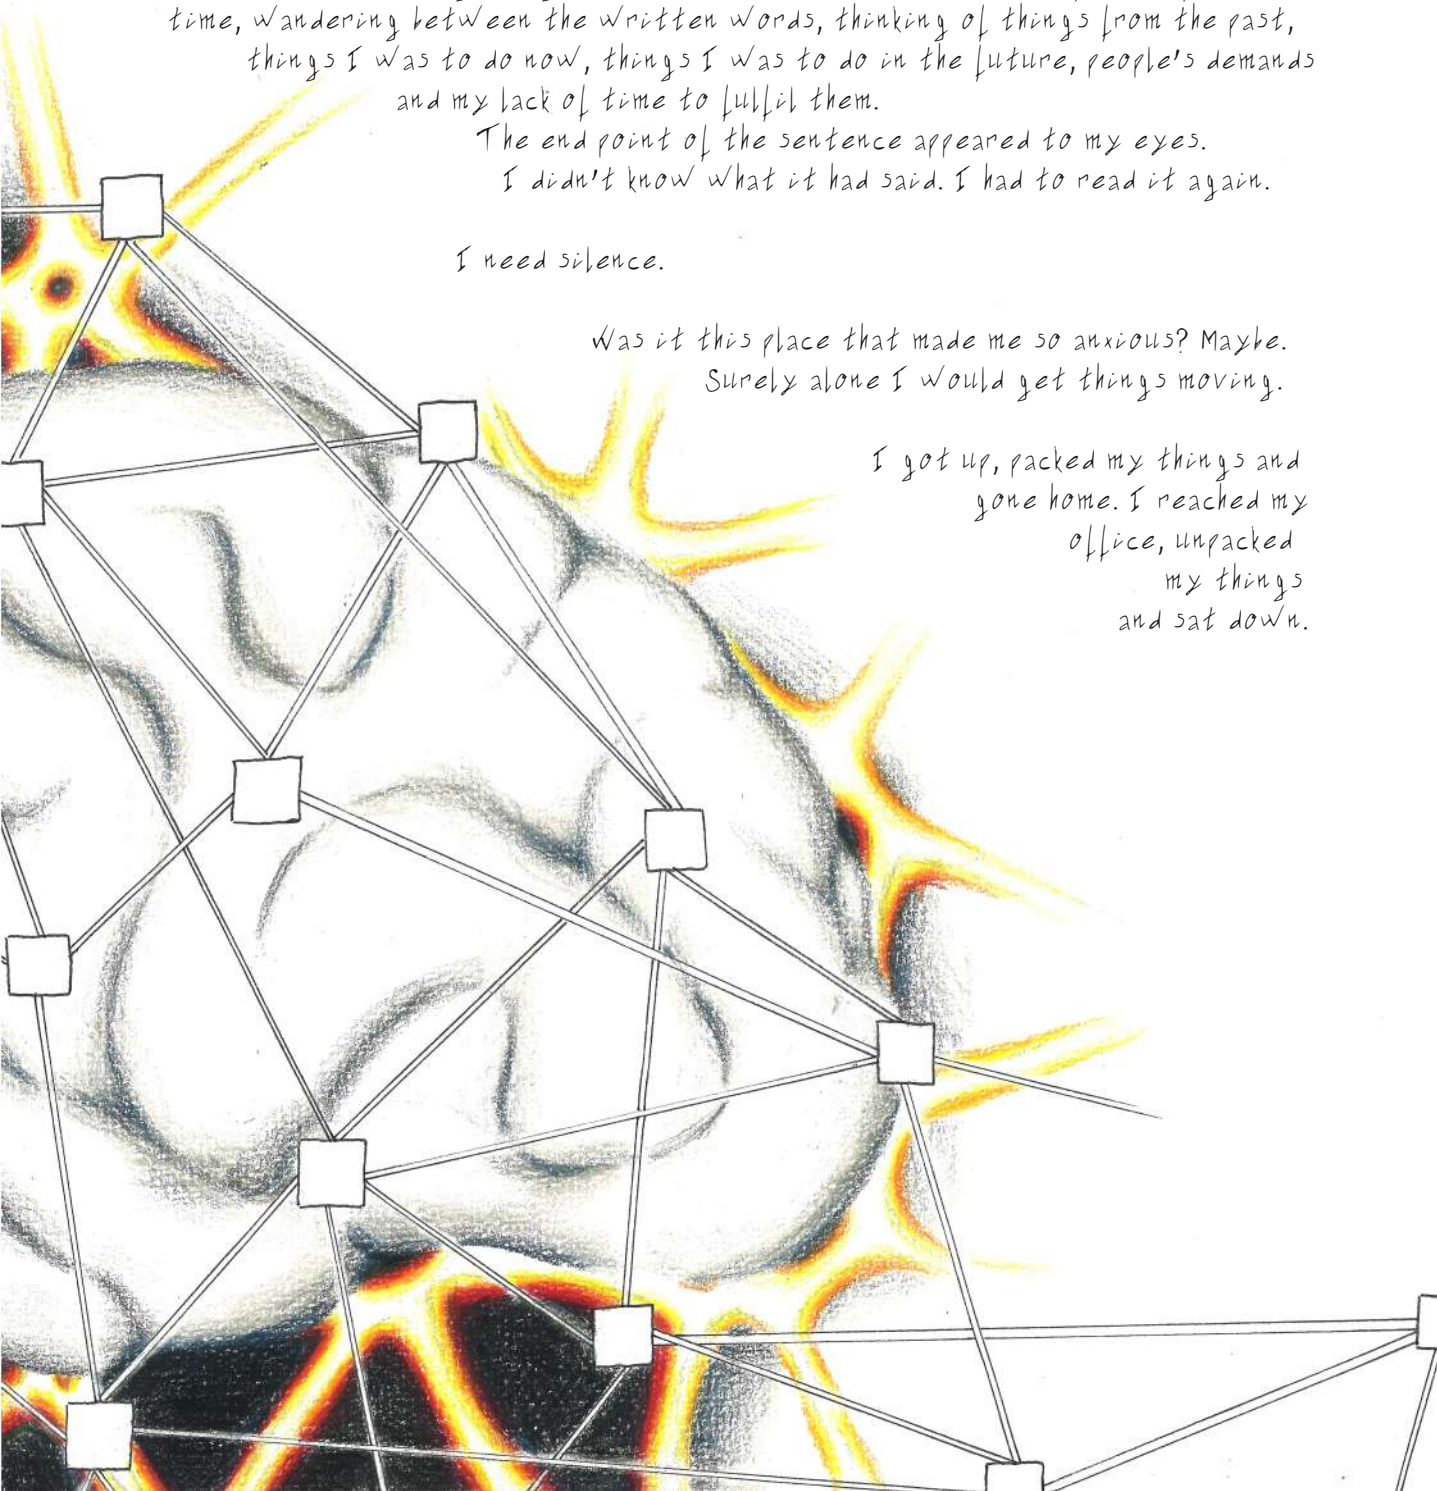 time, wandering between the written words, thinking of things from the past,
things I was to do now, things I was to do in the future, people's demands
and my lack of time to fulfil them.
The end point of the sentence appeared to my eyes.
I didn't know what it had said. I had to read it again.
I need silence.
Was it this place that made me so anxious? Maybe.
Surely alone I would get things moving.
I got up, packed my things and
gone home. I reached my
office, unpacked
my things
and sat down.